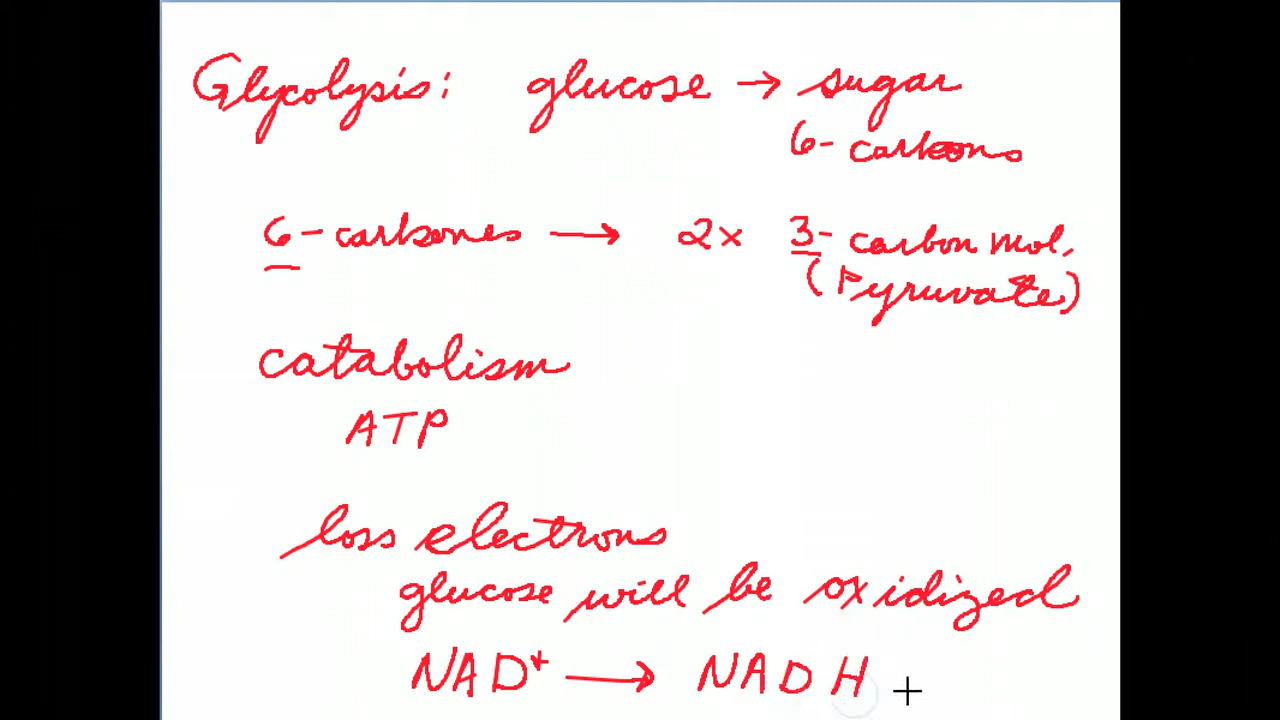 Glycolysis: glucose → sugar
6-carbons
6-carbones → 2x 3-carbon mol.
(Pyruvate)
catabolism
ATP
loss electrons
glucose will be oxidized
NAD+ → NADH